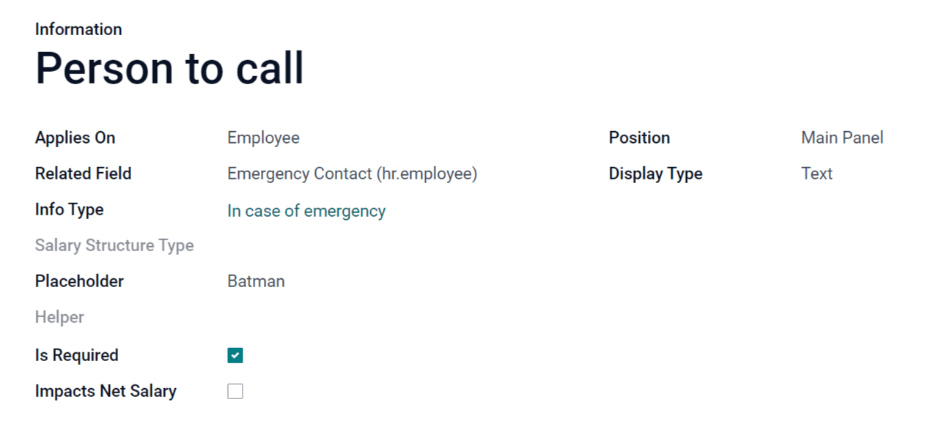 Information
Person to call
Applies On Employee Position Main Panel
Related Field Emergency Contact (hr.employee) Display Type Text
Info Type In case of emergency
Salary Structure Type
Placeholder Batman
Helper
Is Required
Impacts Net Salary